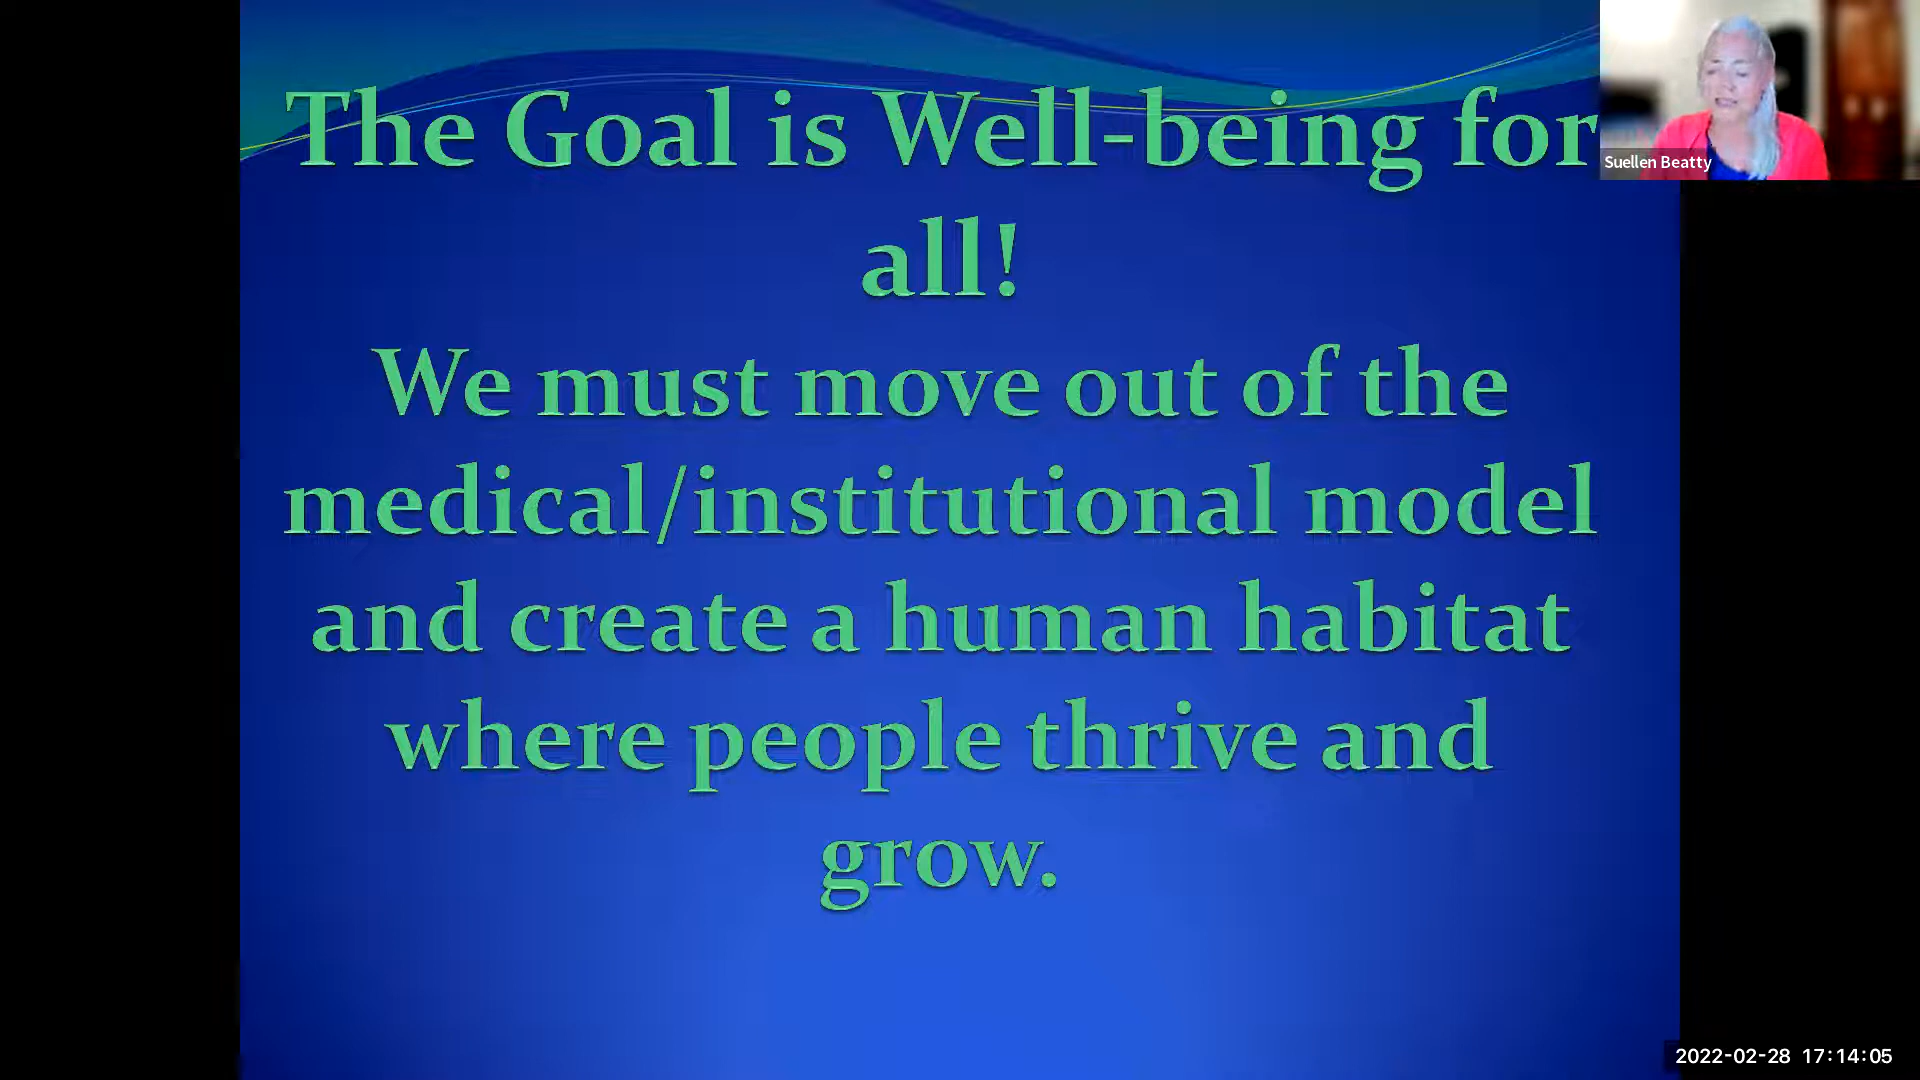 The Goal is Well-being for
all!
We must move out of the
medical/institutional model
and create a human habitat
where people thrive and
grow.
Suellen Beatty
2022-02-28 17:14:05